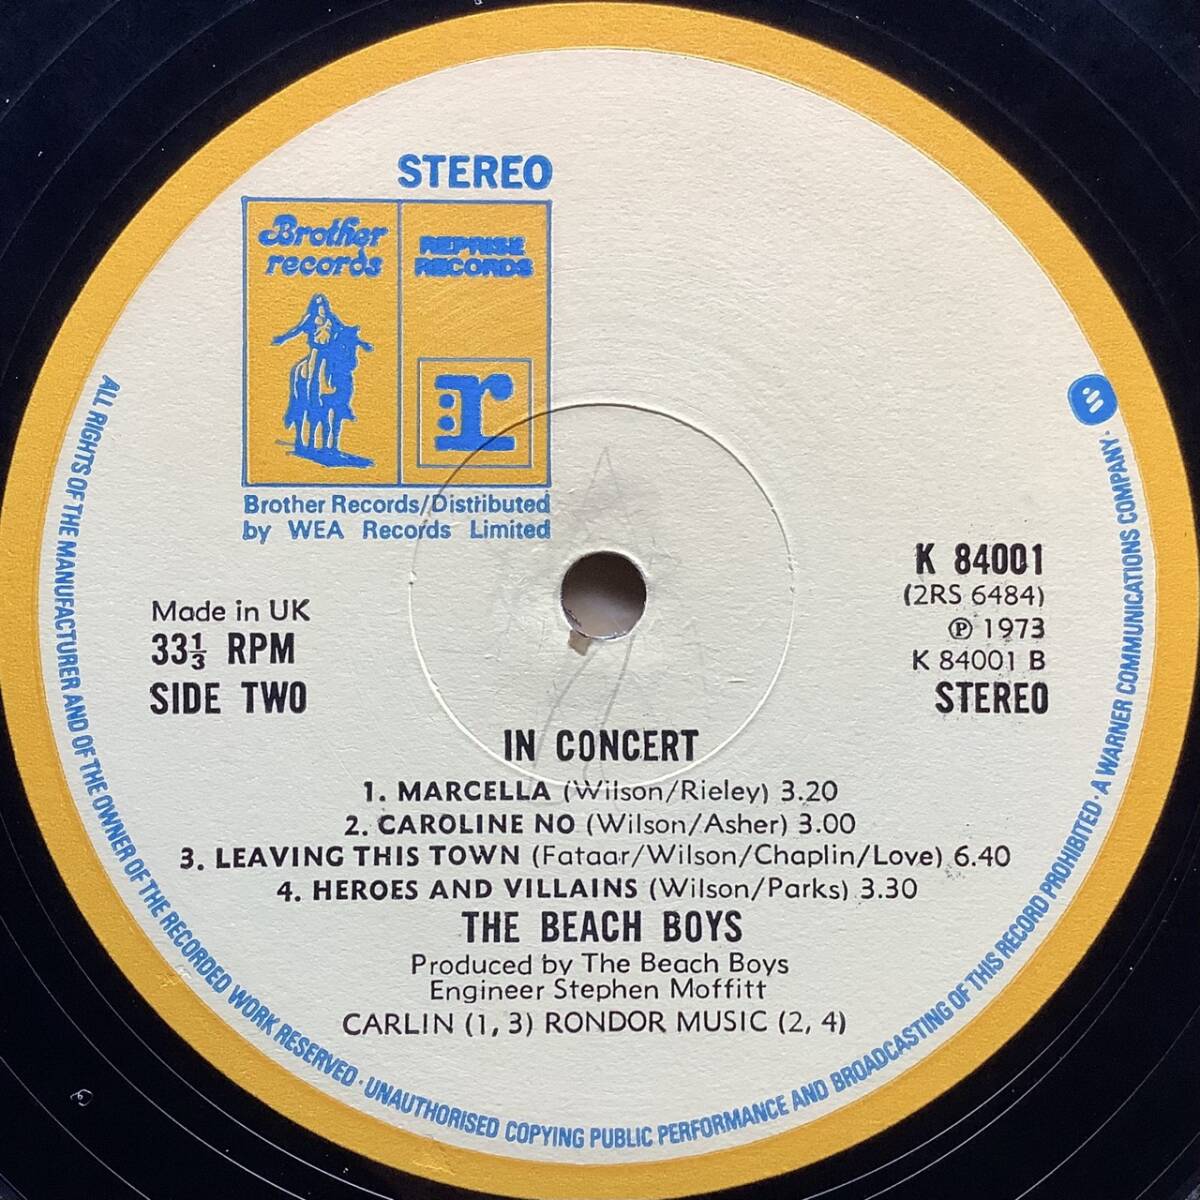 STEREO
Brother
records
REPRISE
RECORDS
r
Brother Records/Distributed
by WEA Records Limited
Made in UK
33⅓ RPM
SIDE TWO
K 84001
(2RS 6484)
Ⓟ 1973
K 84001 B
STEREO
IN CONCERT
1. MARCELLA (Wilson/Rieley) 3.20
2. CAROLINE NO (Wilson/Asher) 3.00
3. LEAVING THIS TOWN (Fataar/Wilson/Chaplin/Love) 6.40
4. HEROES AND VILLAINS (Wilson/Parks) 3.30
THE BEACH BOYS
Produced by The Beach Boys
Engineer Stephen Moffitt
CARLIN (1, 3) RONDOR MUSIC (2, 4)
ALL RIGHTS OF THE MANUFACTURER AND OF THE OWNER OF THE RECORDED WORK RESERVED · UNAUTHORISED COPYING PUBLIC PERFORMANCE AND BROADCASTING OF THIS RECORD PROHIBITED · A WARNER COMMUNICATIONS COMPANY ·